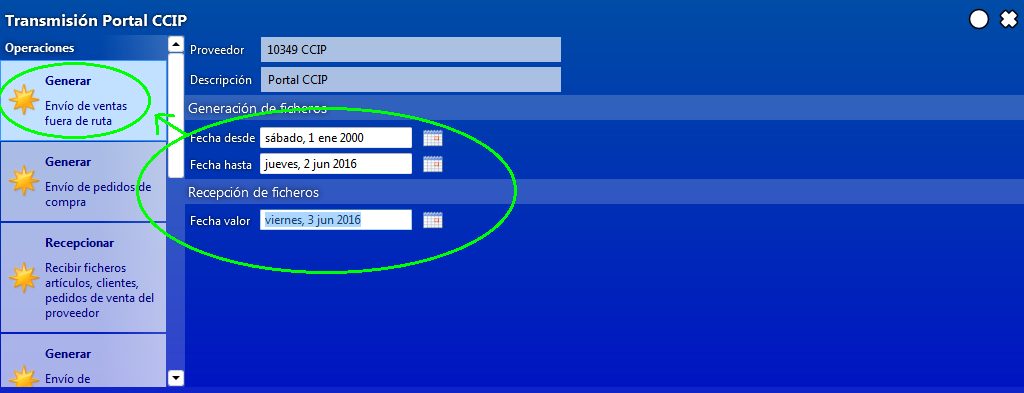 Transmisión Portal CCIP
Operaciones
Generar
Envío de ventas
fuera de ruta
Generar
Envío de pedidos de
compra
Recepcionar
Recibir ficheros
artículos, clientes,
pedidos de venta del
proveedor
Generar
Envío de
Proveedor 10349 CCIP
Descripción Portal CCIP
Generación de ficheros
Fecha desde sábado, 1 ene 2000
Fecha hasta jueves, 2 jun 2016
Recepción de ficheros
Fecha valor viernes, 3 jun 2016